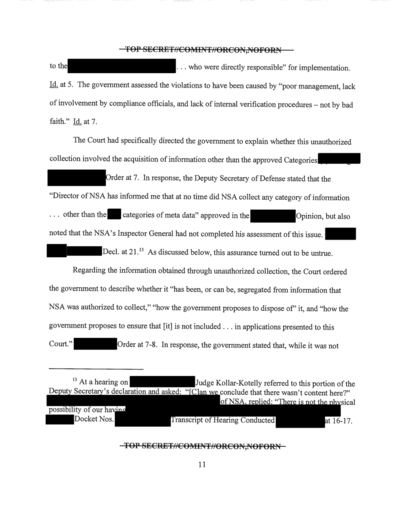 TOP SECRET//COMINT//ORCON,NOFORN
to the . . . who were directly responsible" for implementation.
Id. at 5. The government assessed the violations to have been caused by "poor management, lack
of involvement by compliance officials, and lack of internal verification procedures – not by bad
faith." Id. at 7.
The Court had specifically directed the government to explain whether this unauthorized
collection involved the acquisition of information other than the approved Categories
Order at 7. In response, the Deputy Secretary of Defense stated that the
"Director of NSA has informed me that at no time did NSA collect any category of information
. . . other than the categories of meta data" approved in the Opinion, but also
noted that the NSA's Inspector General had not completed his assessment of this issue.
Decl. at 21.13 As discussed below, this assurance turned out to be untrue.
Regarding the information obtained through unauthorized collection, the Court ordered
the government to describe whether it "has been, or can be, segregated from information that
NSA was authorized to collect," "how the government proposes to dispose of" it, and "how the
government proposes to ensure that [it] is not included . . . in applications presented to this
Court." Order at 7-8. In response, the government stated that, while it was not
13 At a hearing on Judge Kollar-Kotelly referred to this portion of the
Deputy Secretary's declaration and asked: "[C]an we conclude that there wasn't content here?"
of NSA, replied: "There is not the physical
possibility of our having
Docket Nos. Transcript of Hearing Conducted at 16-17.
TOP SECRET//COMINT//ORCON,NOFORN
11